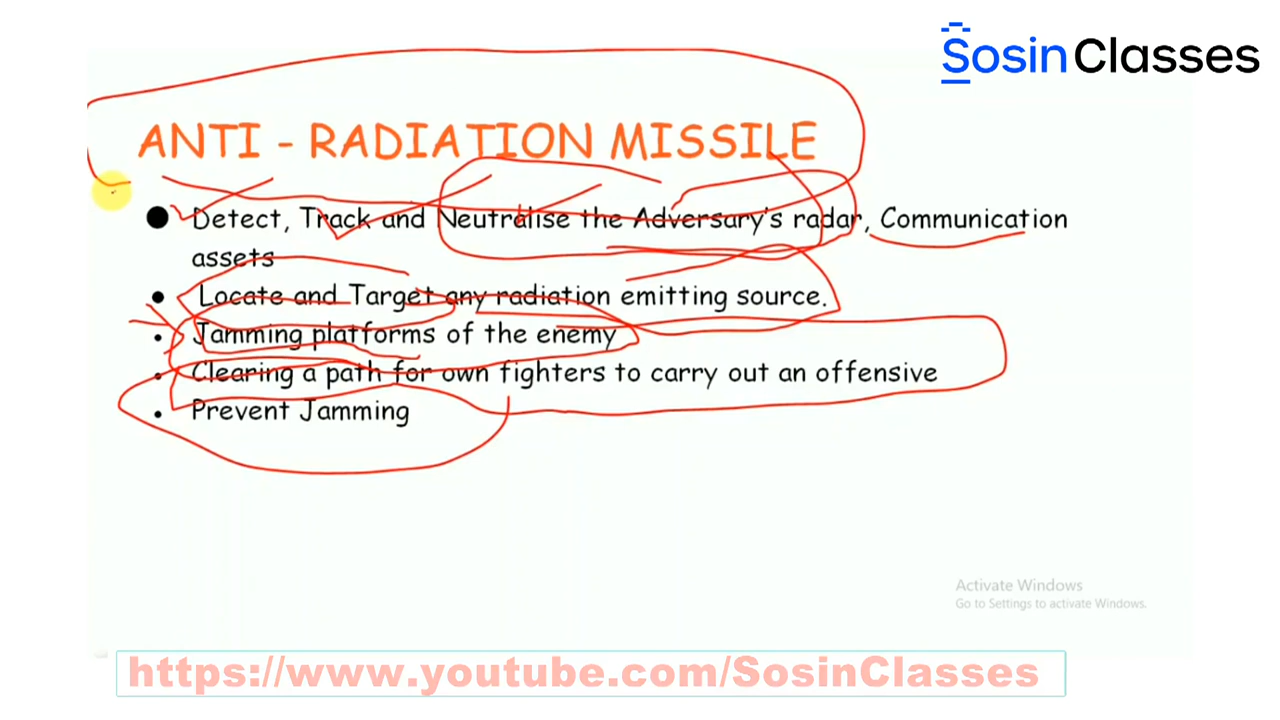 Sosin Classes
ANTI - RADIATION MISSILE
Detect, Track and Neutralise the Adversary's radar, Communication
assets
Locate and Target any radiation emitting source.
Jamming platforms of the enemy
Clearing a path for own fighters to carry out an offensive
Prevent Jamming
Activate Windows
Go to Settings to activate Windows.
https://www.youtube.com/SosinClasses